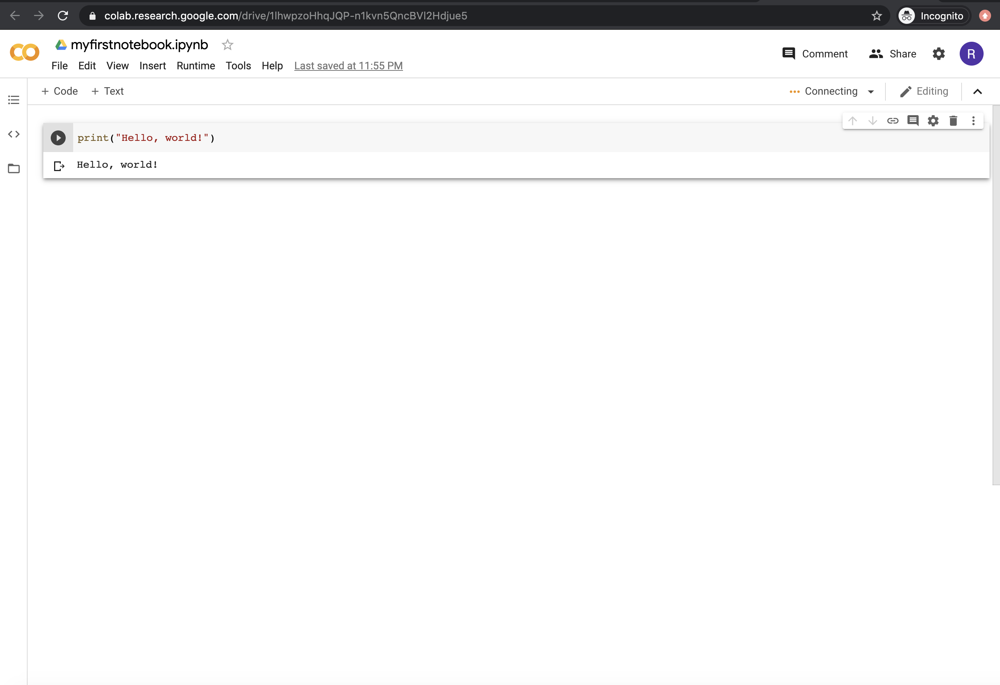 colab.research.google.com/drive/1lhwpzoHhqJQP-n1kvn5QncBVl2Hdjue5 Incognito
myfirstnotebook.ipynb
Comment Share R
File Edit View Insert Runtime Tools Help Last saved at 11:55 PM
+ Code + Text Connecting Editing
print("Hello, world!")
Hello, world!